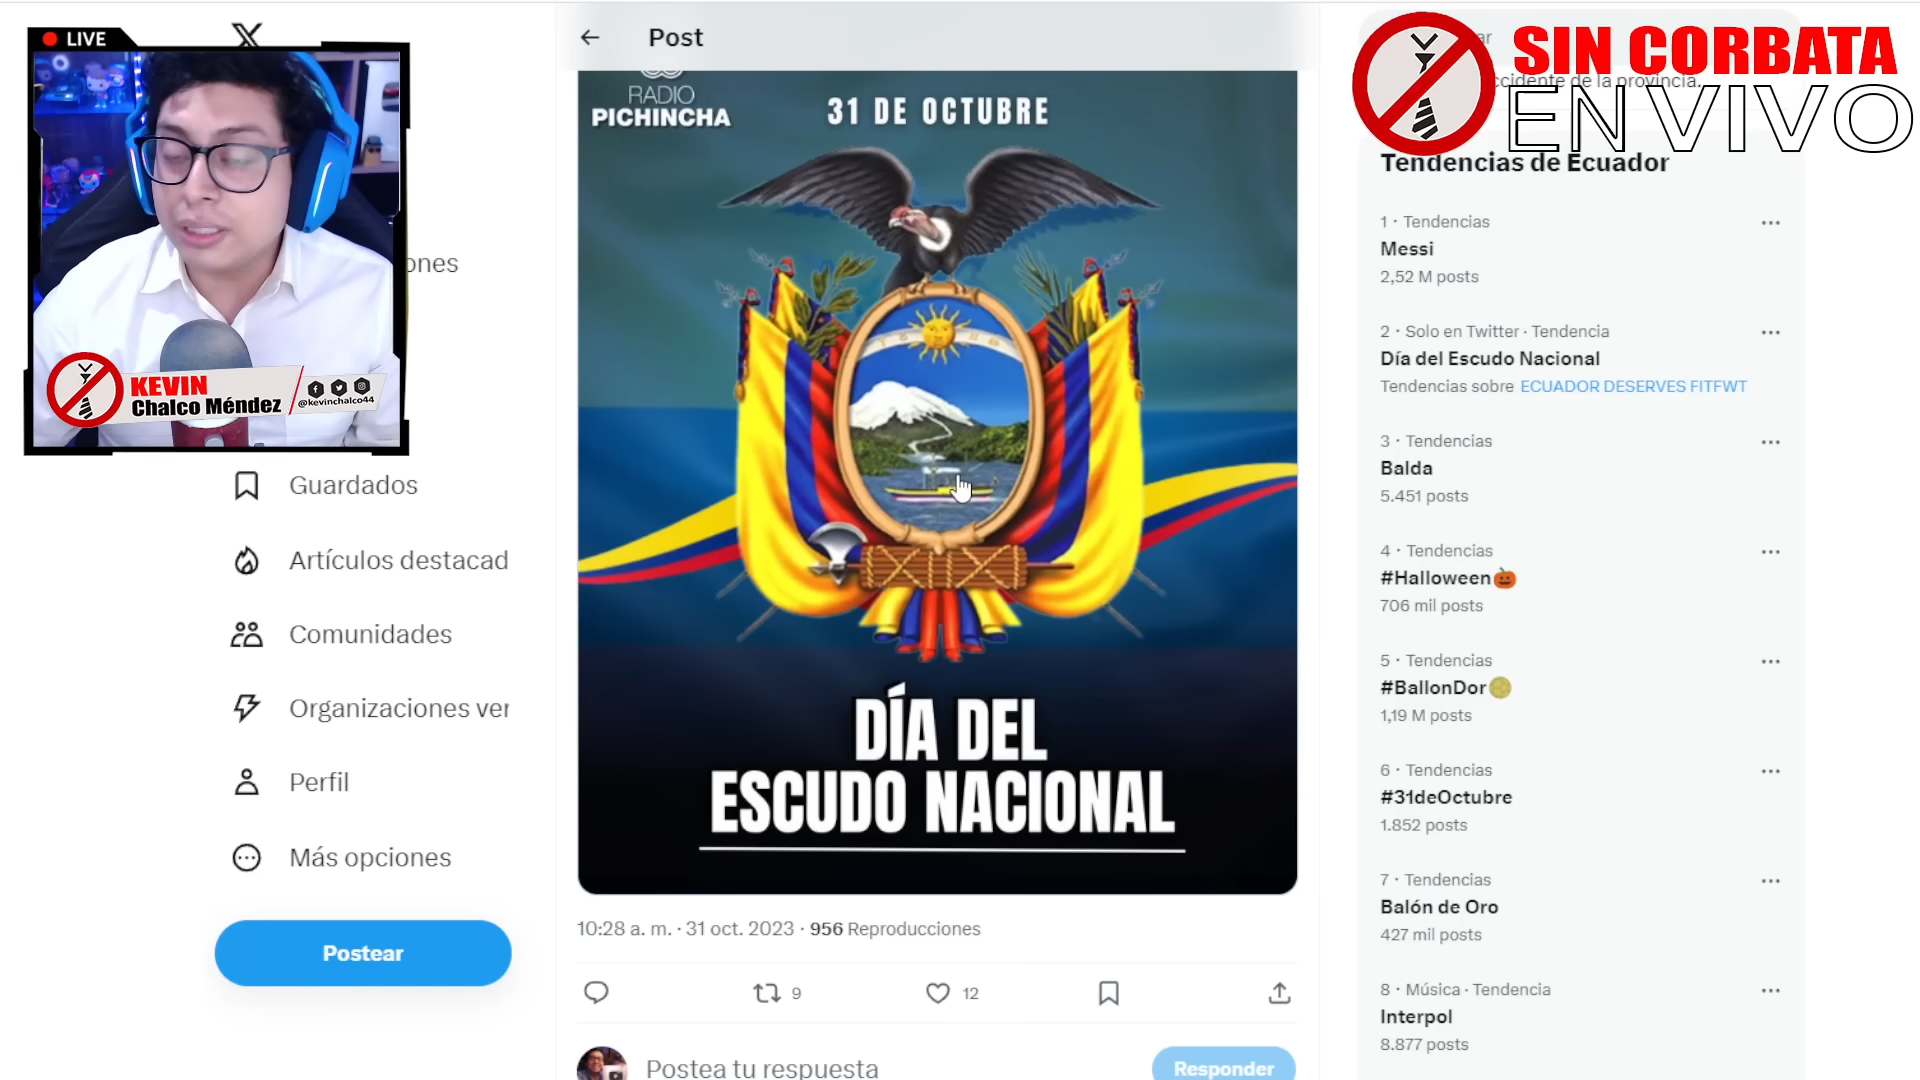 LIVE
KEVIN
Chalco Méndez
@kevinchalco44
ones
Guardados
Artículos destacad
Comunidades
Organizaciones ver
Perfil
Más opciones
Postear
Post
RADIO
PICHINCHA
31 DE OCTUBRE
DÍA DEL
ESCUDO NACIONAL
10:28 a. m. · 31 oct. 2023 · 956 Reproducciones
9
12
Postea tu respuesta
Responder
SIN CORBATA
EN VIVO
ar
ccidente de la provincia.
Tendencias de Ecuador
1 · Tendencias
Messi
2,52 M posts
2 · Solo en Twitter · Tendencia
Día del Escudo Nacional
Tendencias sobre ECUADOR DESERVES FITFWT
3 · Tendencias
Balda
5.451 posts
4 · Tendencias
#Halloween🎃
706 mil posts
5 · Tendencias
#BallonDor
1,19 M posts
6 · Tendencias
#31deOctubre
1.852 posts
7 · Tendencias
Balón de Oro
427 mil posts
8 · Música · Tendencia
Interpol
8.877 posts